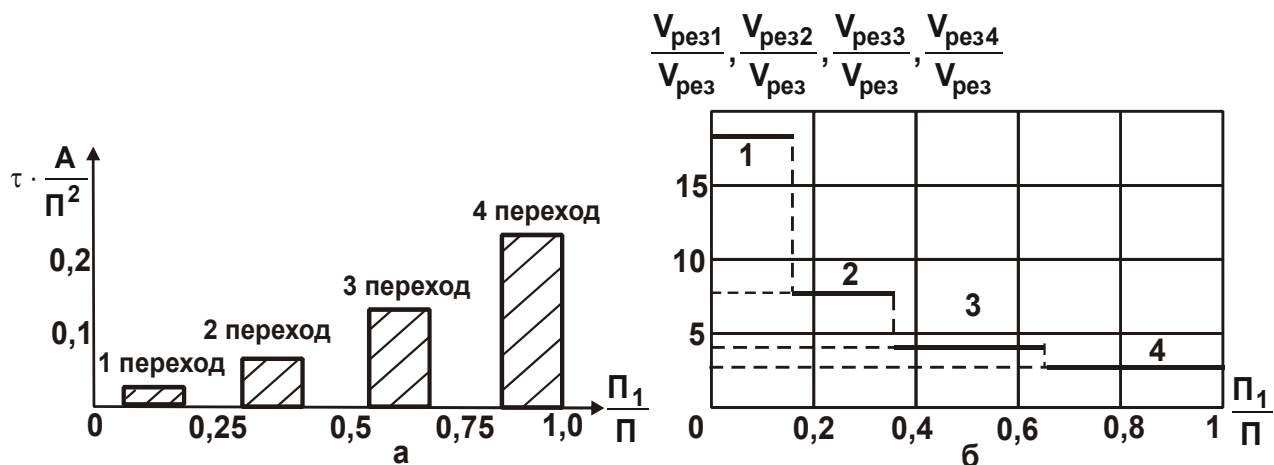 Vрез1/Vрез, Vрез2/Vрез, Vрез3/Vрез, Vрез4/Vрез
τ · A/П²
0,2
0,1
1 переход
2 переход
3 переход
4 переход
0 0,25 0,5 0,75 1,0
П1/П
а
15
10
5
1
2
3
4
0 0,2 0,4 0,6 0,8 1
П1/П
б